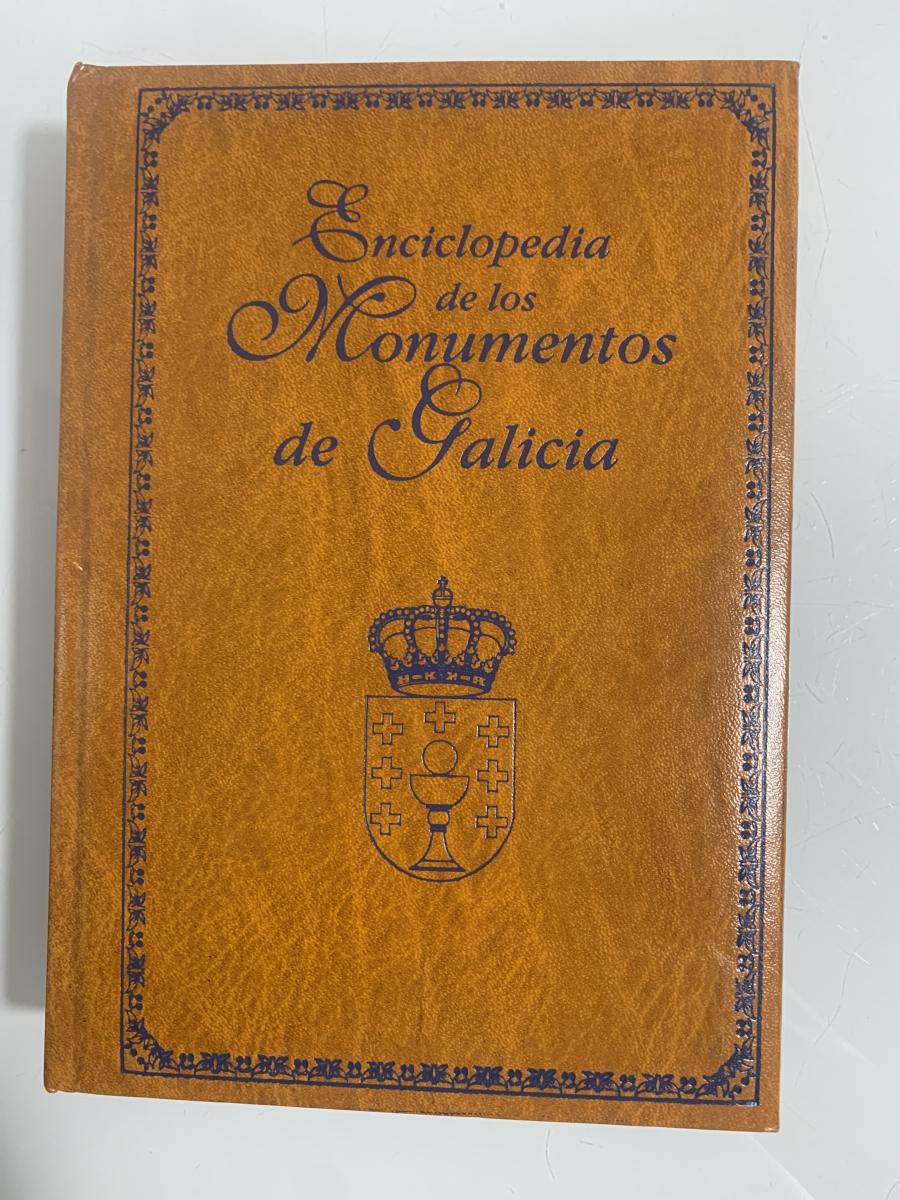 Enciclopedia
de los
Monumentos
de Galicia